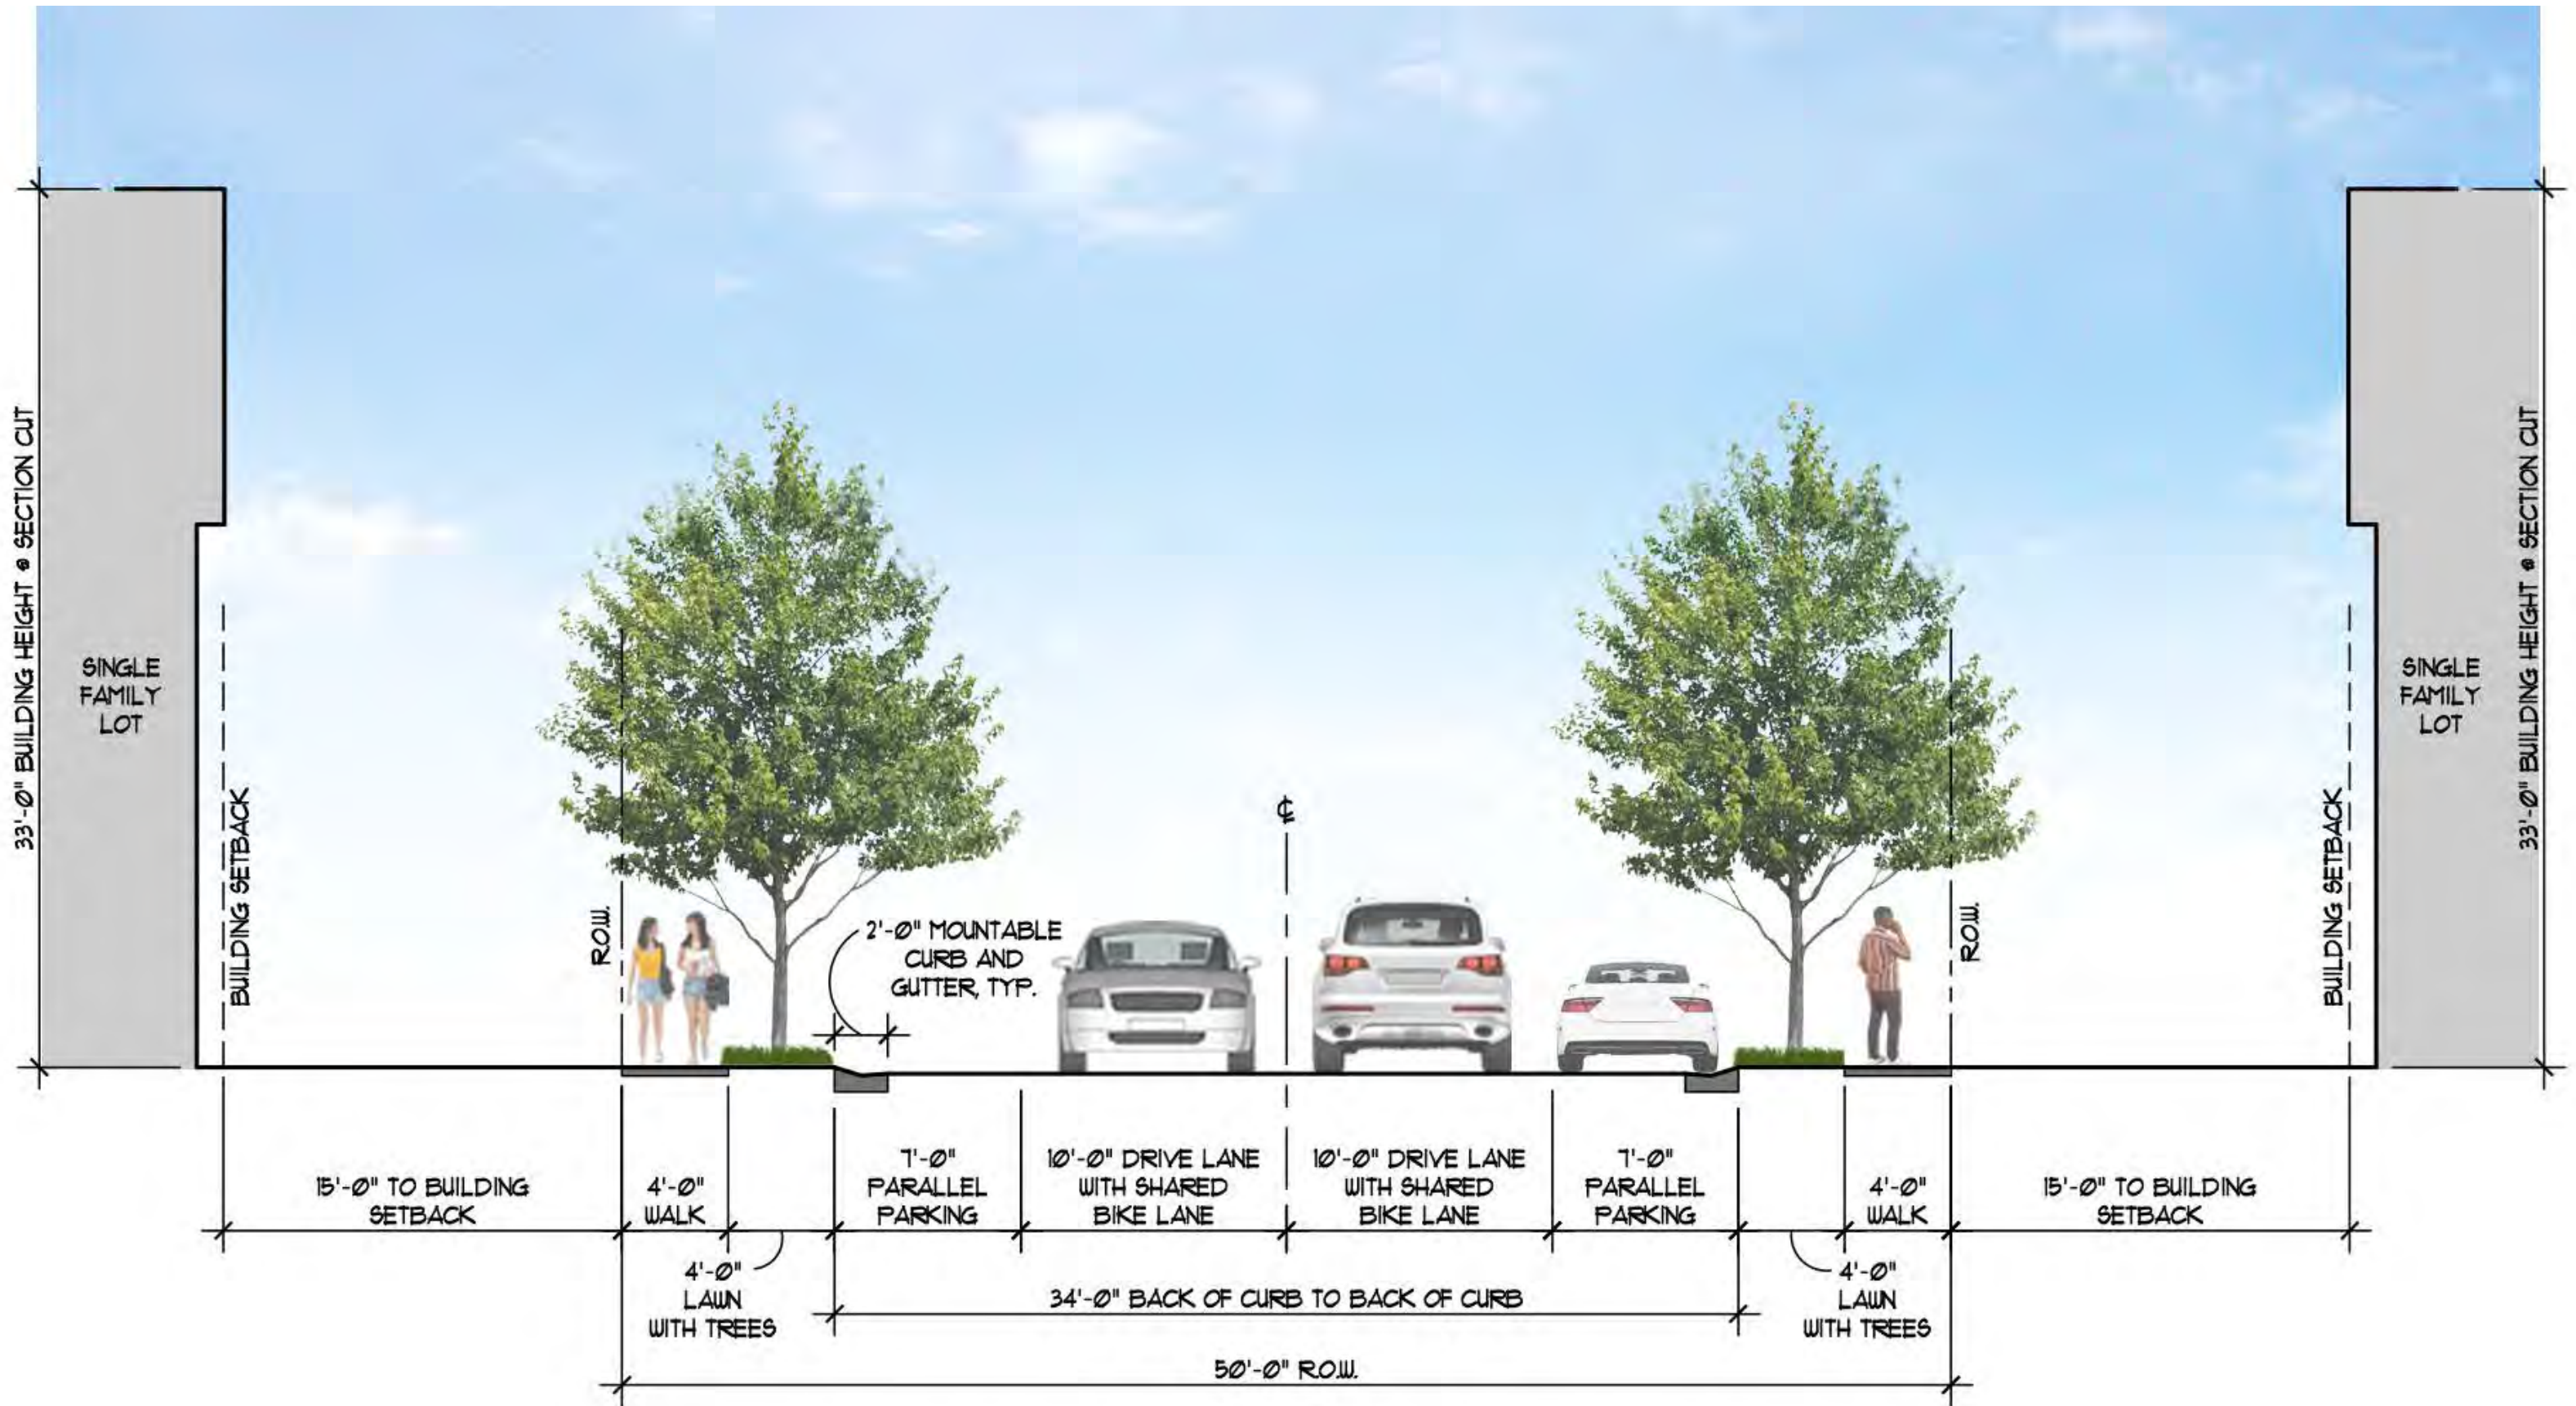 33'-0" BUILDING HEIGHT @ SECTION CUT
SINGLE
FAMILY
LOT
BUILDING SETBACK
R.O.W.
2'-0" MOUNTABLE
CURB AND
GUTTER, TYP.
℄
R.O.W.
BUILDING SETBACK
SINGLE
FAMILY
LOT
33'-0" BUILDING HEIGHT @ SECTION CUT
15'-0" TO BUILDING
SETBACK
4'-0"
WALK
4'-0"
LAWN
WITH TREES
7'-0"
PARALLEL
PARKING
10'-0" DRIVE LANE
WITH SHARED
BIKE LANE
10'-0" DRIVE LANE
WITH SHARED
BIKE LANE
7'-0"
PARALLEL
PARKING
4'-0"
LAWN
WITH TREES
4'-0"
WALK
15'-0" TO BUILDING
SETBACK
34'-0" BACK OF CURB TO BACK OF CURB
50'-0" R.O.W.